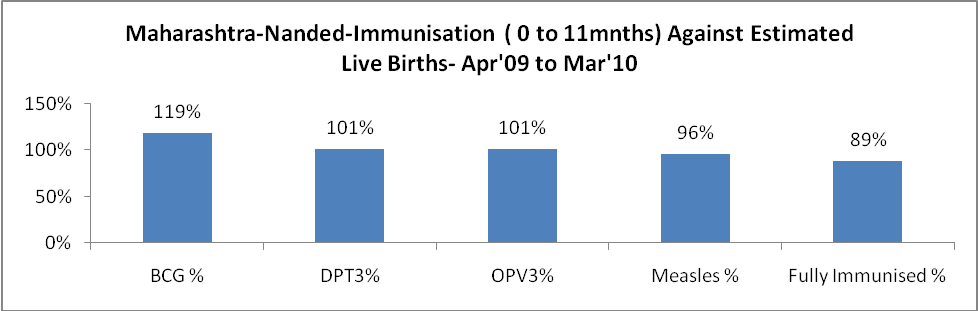 Maharashtra-Nanded-Immunisation ( 0 to 11mnths) Against Estimated
Live Births- Apr'09 to Mar'10
150%
100%
50%
0%
119%
101%
101%
96%
89%
BCG %
DPT3%
OPV3%
Measles %
Fully Immunised %